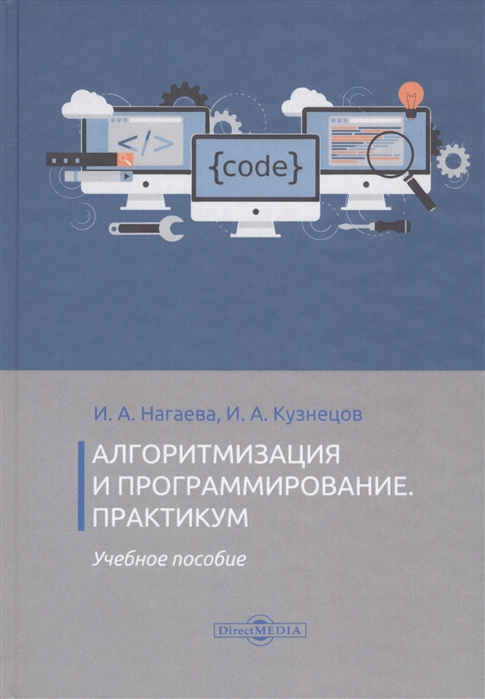 </>
{code}
И. А. Нагаева, И. А. Кузнецов
АЛГОРИТМИЗАЦИЯ
И ПРОГРАММИРОВАНИЕ.
ПРАКТИКУМ
Учебное пособие
DirectMEDIA